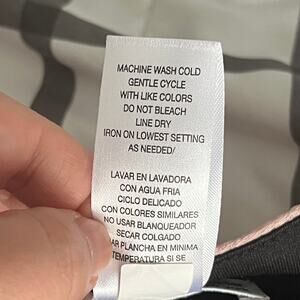 MACHINE WASH COLD
GENTLE CYCLE
WITH LIKE COLORS
DO NOT BLEACH
LINE DRY
IRON ON LOWEST SETTING
AS NEEDED/
LAVAR EN LAVADORA
CON AGUA FRIA
CICLO DELICADO
CON COLORES SIMILARES
NO USAR BLANQUEADOR
SECAR COLGADO
AR PLANCHA EN MINIMA
TEMPERATURA SI SE